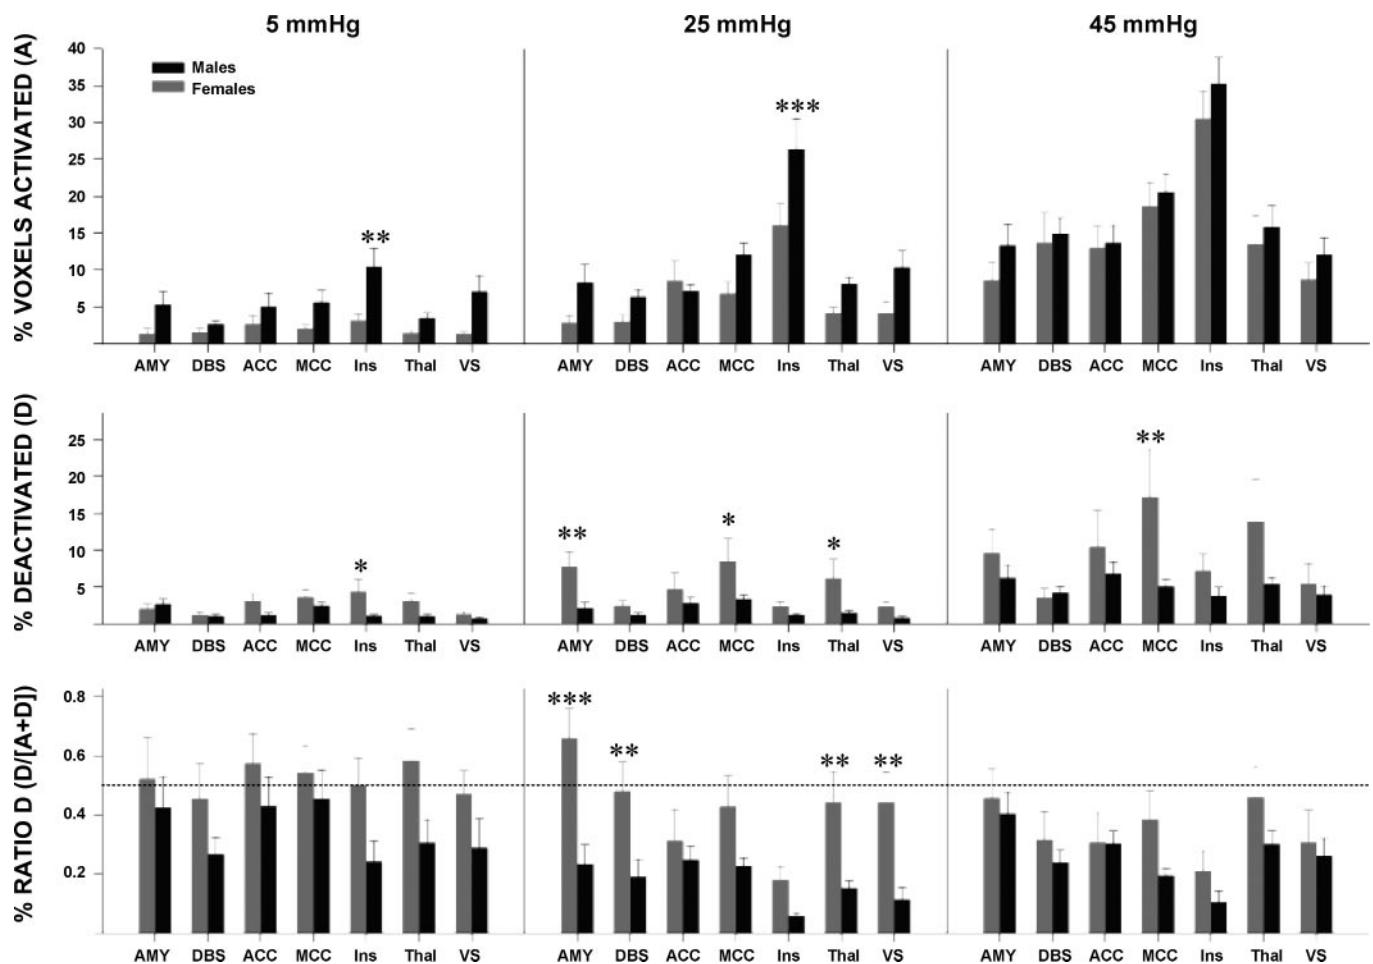 5 mmHg 25 mmHg 45 mmHg
% VOXELS ACTIVATED (A)
40
35
30
25
20
15
10
5
Males
Females
** *** 
AMY DBS ACC MCC Ins Thal VS AMY DBS ACC MCC Ins Thal VS AMY DBS ACC MCC Ins Thal VS
% DEACTIVATED (D)
25
20
15
10
5
* ** * * **
AMY DBS ACC MCC Ins Thal VS AMY DBS ACC MCC Ins Thal VS AMY DBS ACC MCC Ins Thal VS
% RATIO D (D/[A+D])
0.8
0.6
0.4
0.2
*** ** ** **
AMY DBS ACC MCC Ins Thal VS AMY DBS ACC MCC Ins Thal VS AMY DBS ACC MCC Ins Thal VS